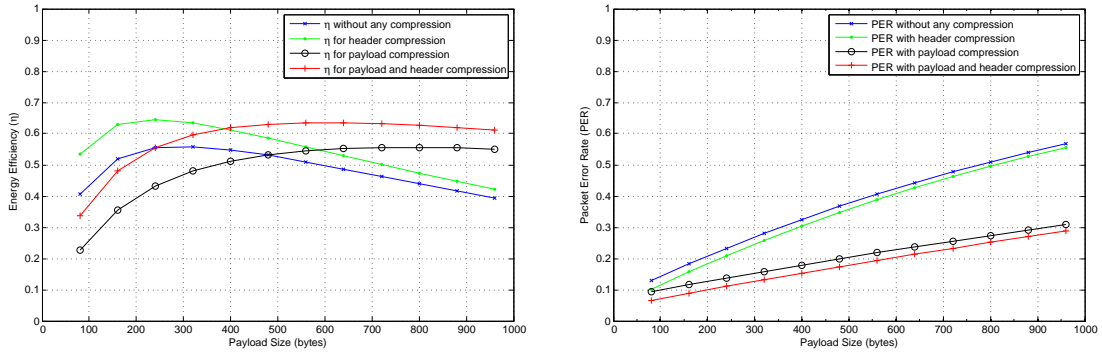 η without any compression
η for header compression
η for payload compression
η for payload and header compression
Energy Efficiency (η)
1
0.9
0.8
0.7
0.6
0.5
0.4
0.3
0.2
0.1
0
0 100 200 300 400 500 600 700 800 900 1000
Payload Size (bytes)
PER without any compression
PER with header compression
PER with payload compression
PER with payload and header compression
Packet Error Rate (PER)
1
0.9
0.8
0.7
0.6
0.5
0.4
0.3
0.2
0.1
0
0 100 200 300 400 500 600 700 800 900 1000
Payload Size (bytes)